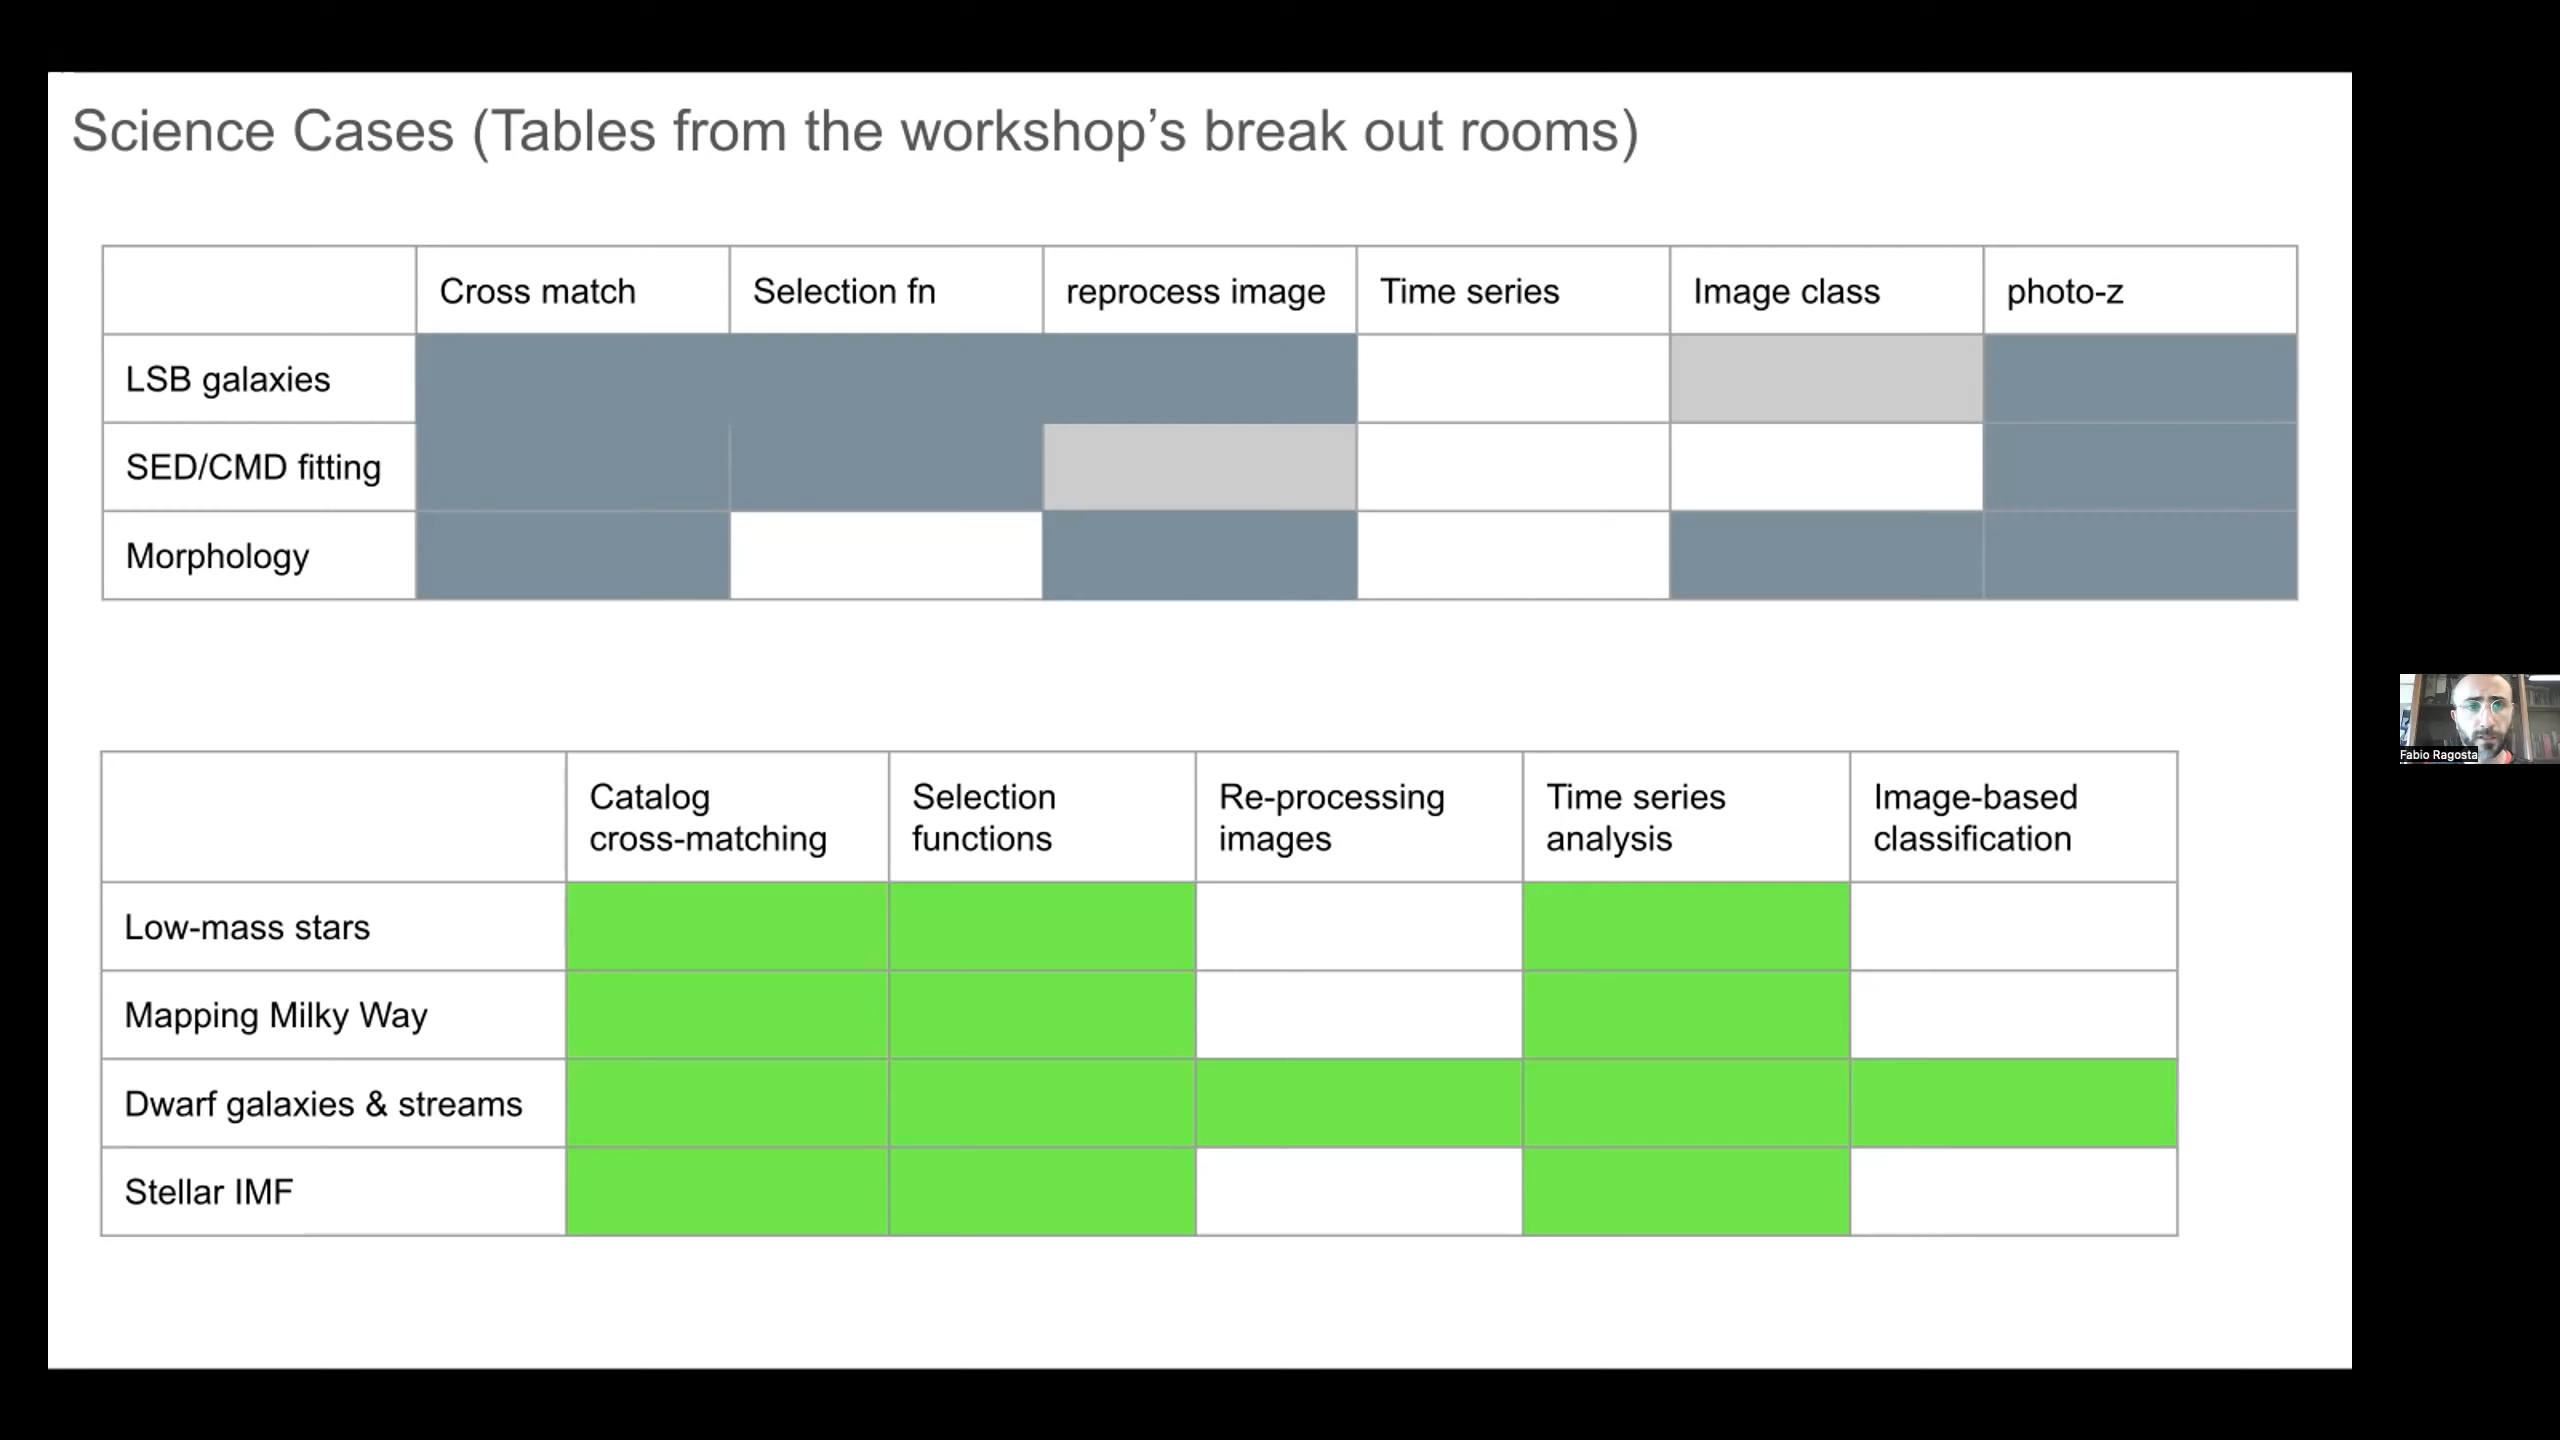 Science Cases (Tables from the workshop’s break out rooms)
Cross match Selection fn reprocess image Time series Image class photo-z
LSB galaxies
SED/CMD fitting
Morphology
Catalog cross-matching Selection functions Re-processing images Time series analysis Image-based classification
Low-mass stars
Mapping Milky Way
Dwarf galaxies & streams
Stellar IMF
Fabio Ragosta